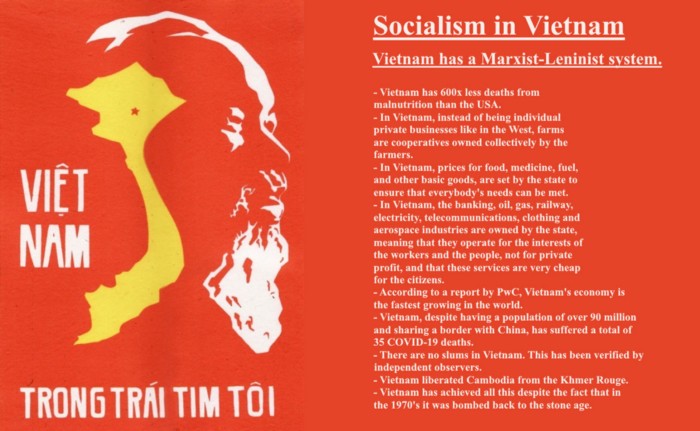 VIỆT
NAM
TRONG TRÁI TIM TÔI
Socialism in Vietnam
Vietnam has a Marxist-Leninist system.
- Vietnam has 600x less deaths from
malnutrition than the USA.
- In Vietnam, instead of being individual
private businesses like in the West, farms
are cooperatives owned collectively by the
farmers.
- In Vietnam, prices for food, medicine, fuel,
and other basic goods, are set by the state to
ensure that everybody's needs can be met.
- In Vietnam, the banking, oil, gas, railway,
electricity, telecommunications, clothing and
aerospace industries are owned by the state,
meaning that they operate for the interests of
the workers and the people, not for private
profit, and that these services are very cheap
for the citizens.
- According to a report by PwC, Vietnam's economy is
the fastest growing in the world.
- Vietnam, despite having a population of over 90 million
and sharing a border with China, has suffered a total of
35 COVID-19 deaths.
- There are no slums in Vietnam. This has been verified by
independent observers.
- Vietnam liberated Cambodia from the Khmer Rouge.
- Vietnam has achieved all this despite the fact that in
the 1970's it was bombed back to the stone age.